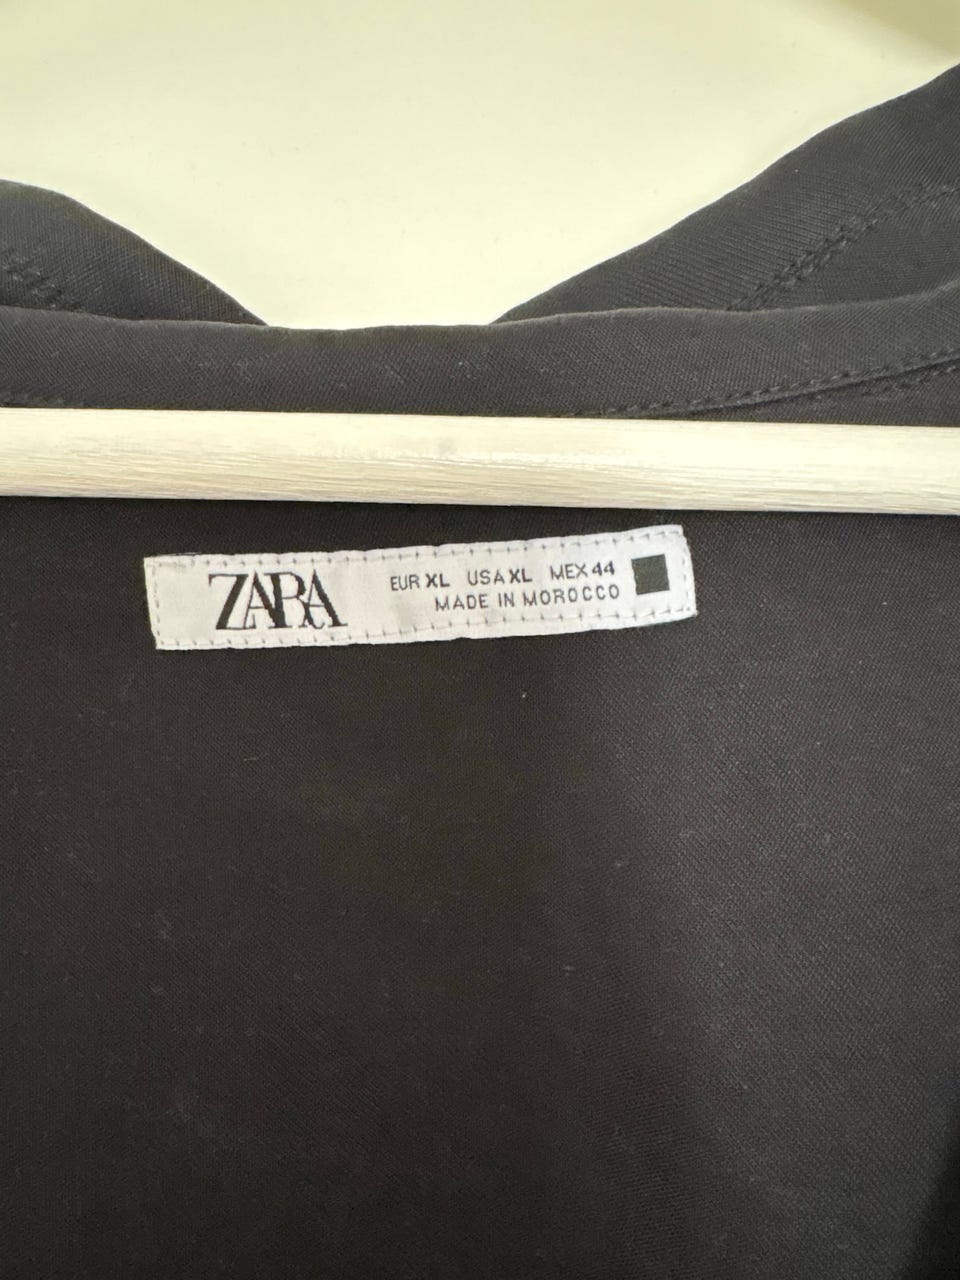 ZARA
EUR XL USA XL MEX 44
MADE IN MOROCCO